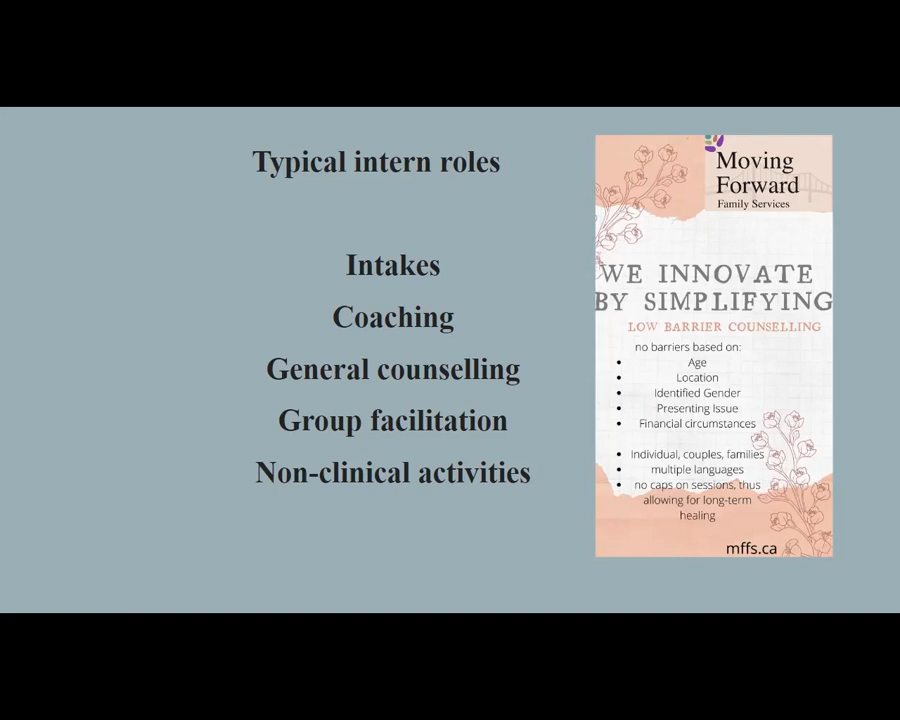 Typical intern roles
Intakes
Coaching
General counselling
Group facilitation
Non-clinical activities
Moving
Forward
Family Services
WE INNOVATE
BY SIMPLIFYING
LOW BARRIER COUNSELLING
no barriers based on:
• Age
• Location
• Identified Gender
• Presenting Issue
• Financial circumstances
• Individual, couples, families
• multiple languages
• no caps on sessions, thus
allowing for long-term
healing
mffs.ca